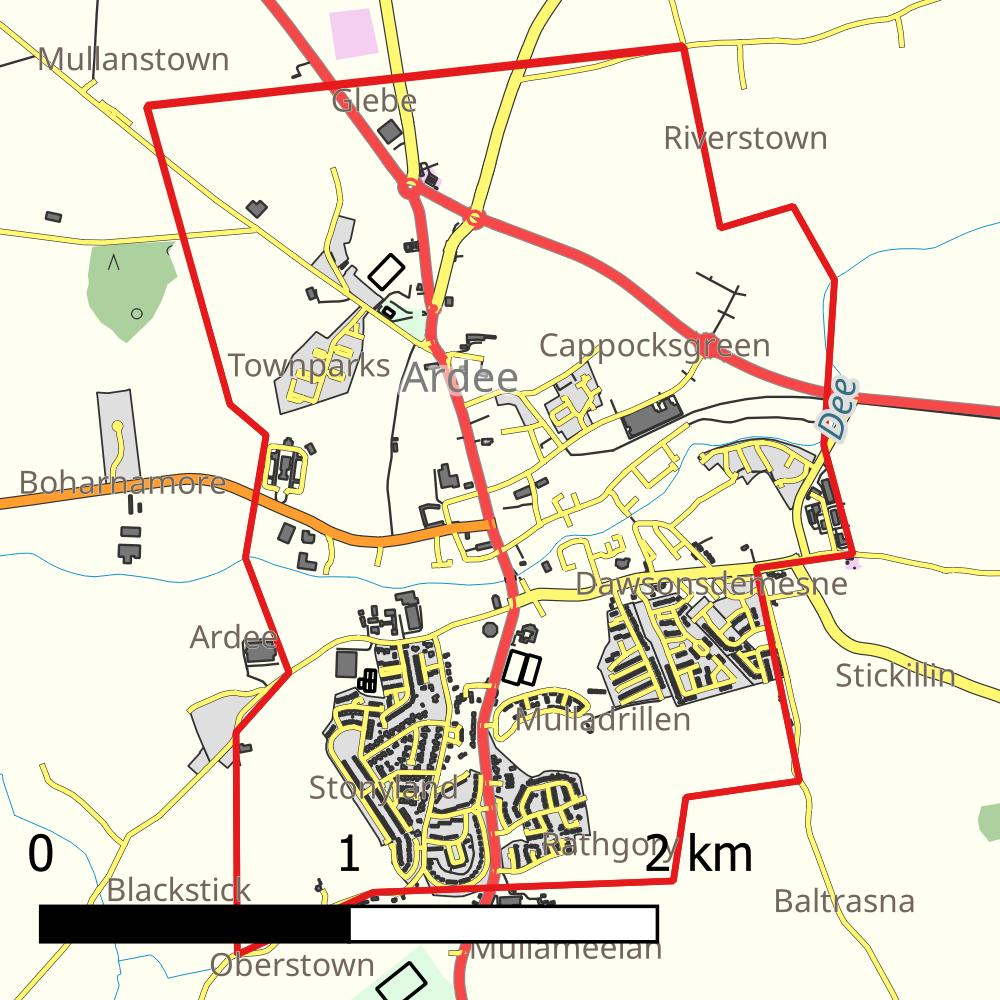 Mullanstown
Glebe
Riverstown
Cappocksgreen
Townparks
Ardee
Dee
Boharnamore
Dawsonsdemesne
Ardee
Stickillin
Mulladrillen
Stonyland
Rathgory
0 1 2 km
Blackstick
Baltrasna
Mullameelan
Oberstown